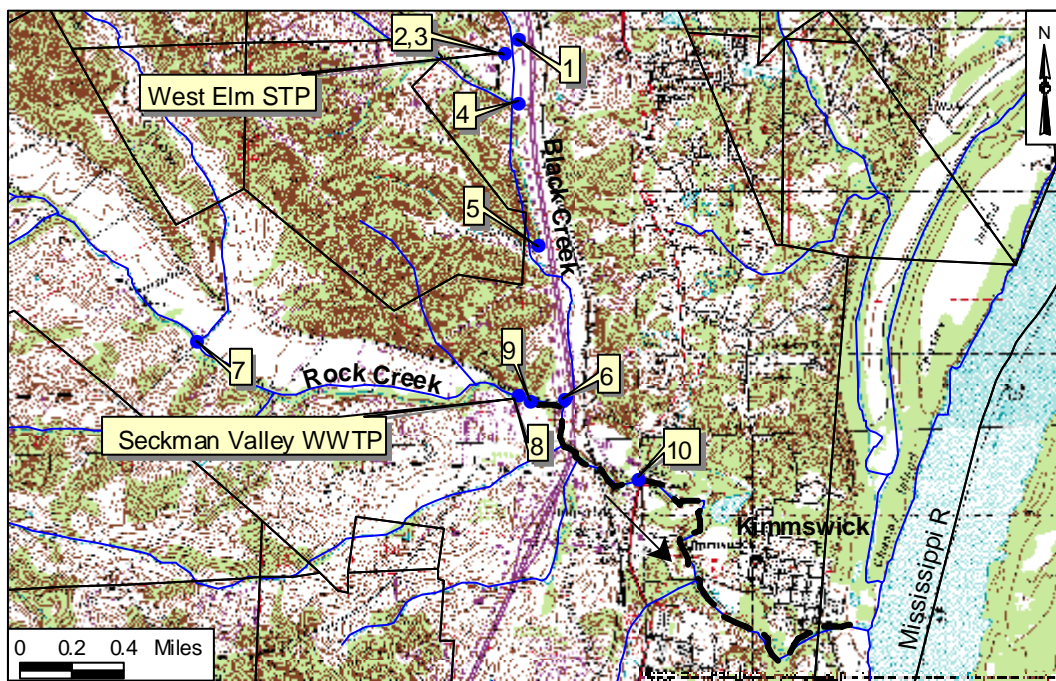 2,3
1
N
West Elm STP
4
Black Creek
5
7
Rock Creek
9
6
Seckman Valley WWTP
8
10
Kimmswick
Mississippi R
0 0.2 0.4 Miles